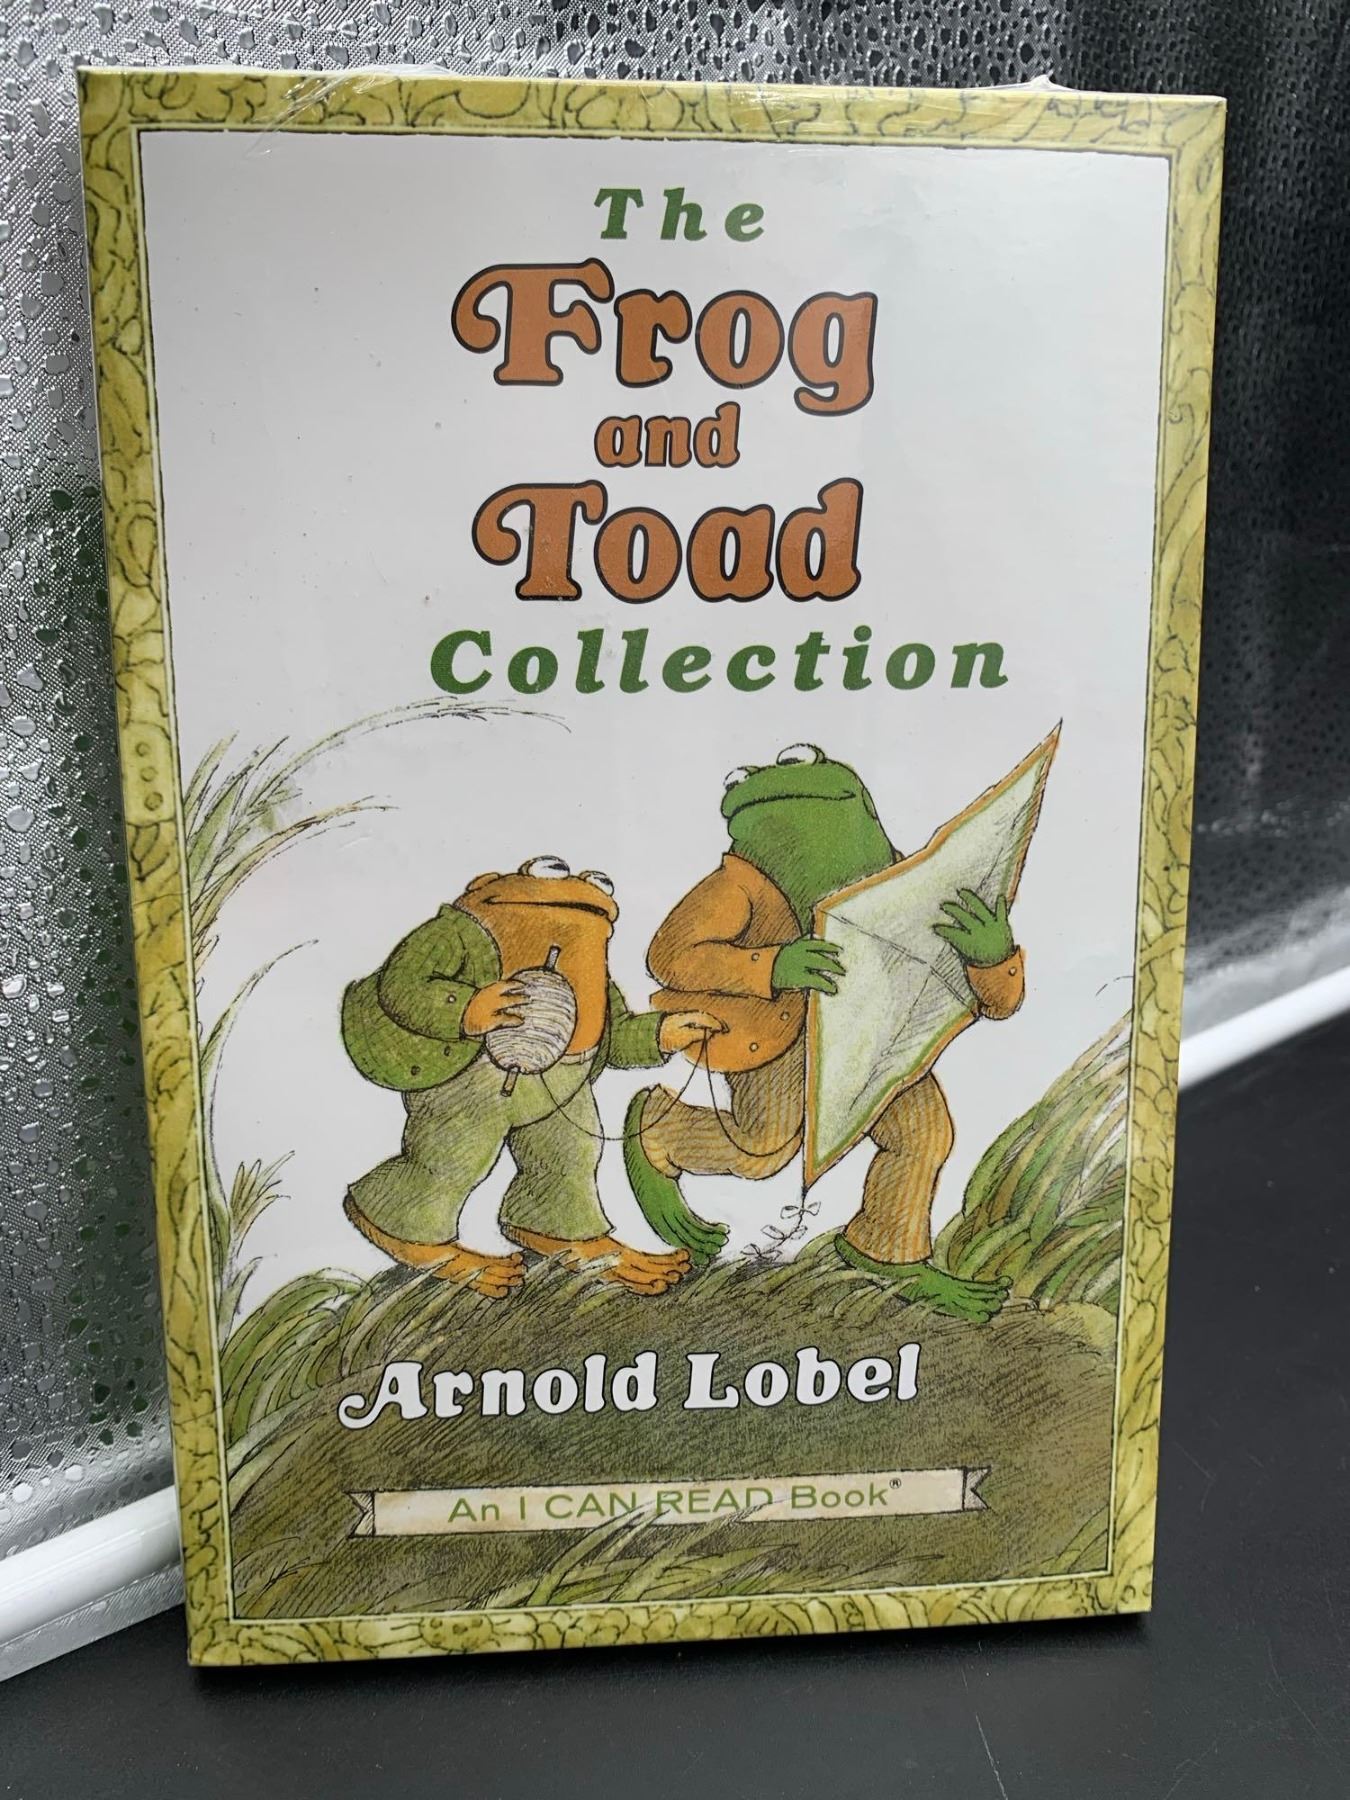 The
Frog
and
Toad
Collection
Arnold Lobel
An I CAN READ Book®